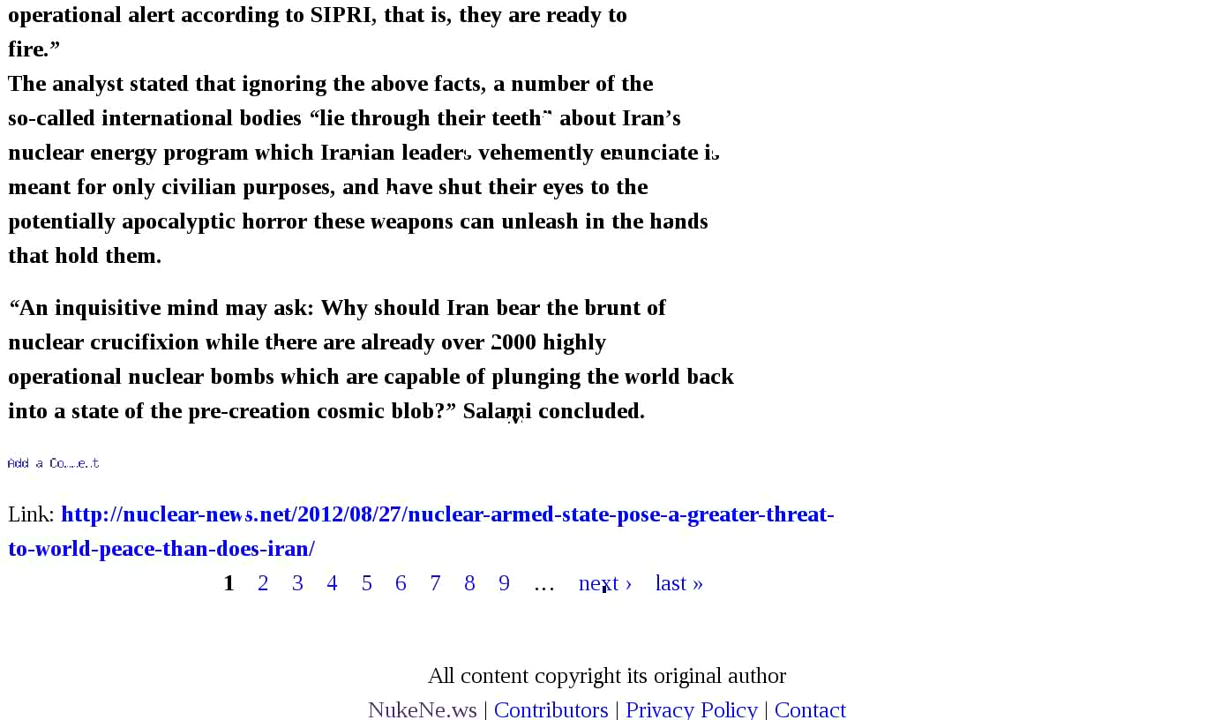 operational alert according to SIPRI, that is, they are ready to
fire.”
The analyst stated that ignoring the above facts, a number of the
so-called international bodies “lie through their teeth” about Iran’s
nuclear energy program which Iranian leaders vehemently enunciate is
meant for only civilian purposes, and have shut their eyes to the
potentially apocalyptic horror these weapons can unleash in the hands
that hold them.
“An inquisitive mind may ask: Why should Iran bear the brunt of
nuclear crucifixion while there are already over 2000 highly
operational nuclear bombs which are capable of plunging the world back
into a state of the pre-creation cosmic blob?” Salami concluded.
Add a Comment
Link: http://nuclear-news.net/2012/08/27/nuclear-armed-state-pose-a-greater-threat-
to-world-peace-than-does-iran/
1 2 3 4 5 6 7 8 9 … next › last »
All content copyright its original author
NukeNe.ws | Contributors | Privacy Policy | Contact